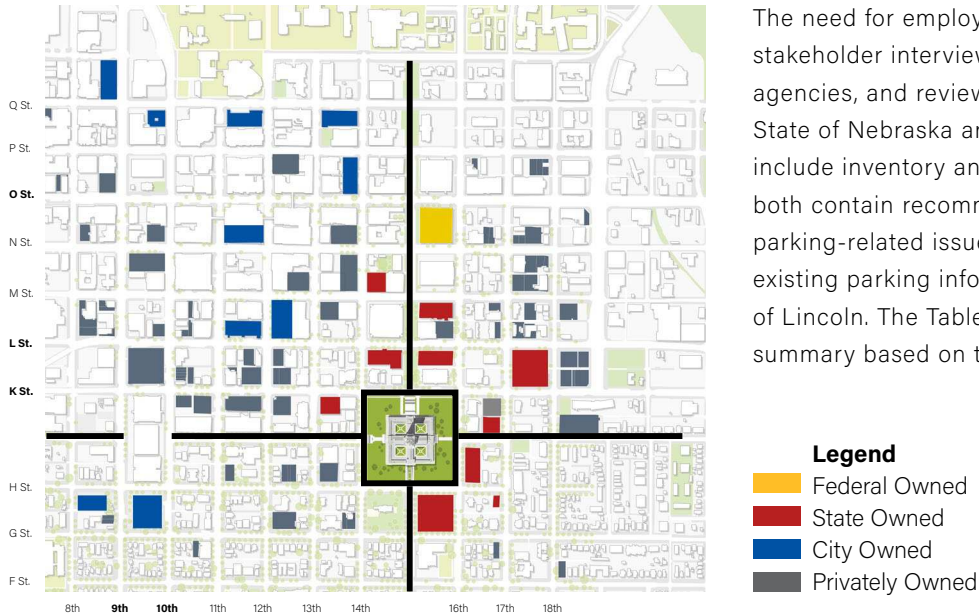 Q St.
P St.
O St.
N St.
M St.
L St.
K St.
H St.
G St.
F St.
8th 9th 10th 11th 12th 13th 14th 16th 17th 18th
The need for employ
stakeholder interview
agencies, and review
State of Nebraska ar
include inventory an
both contain recomm
parking-related issue
existing parking info
of Lincoln. The Table
summary based on t
Legend
Federal Owned
State Owned
City Owned
Privately Owned